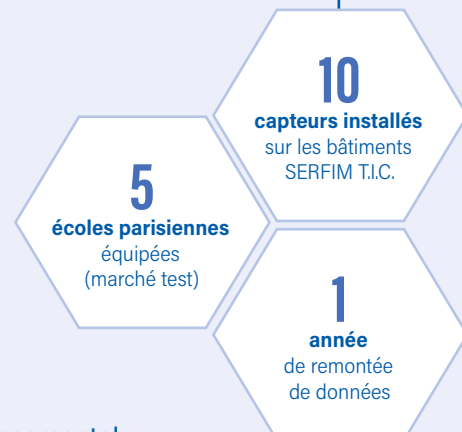 10
capteurs installés
sur les bâtiments
SERFIM T.I.C.
5
écoles parisiennes
équipées
(marché test)
1
année
de remontée
de données